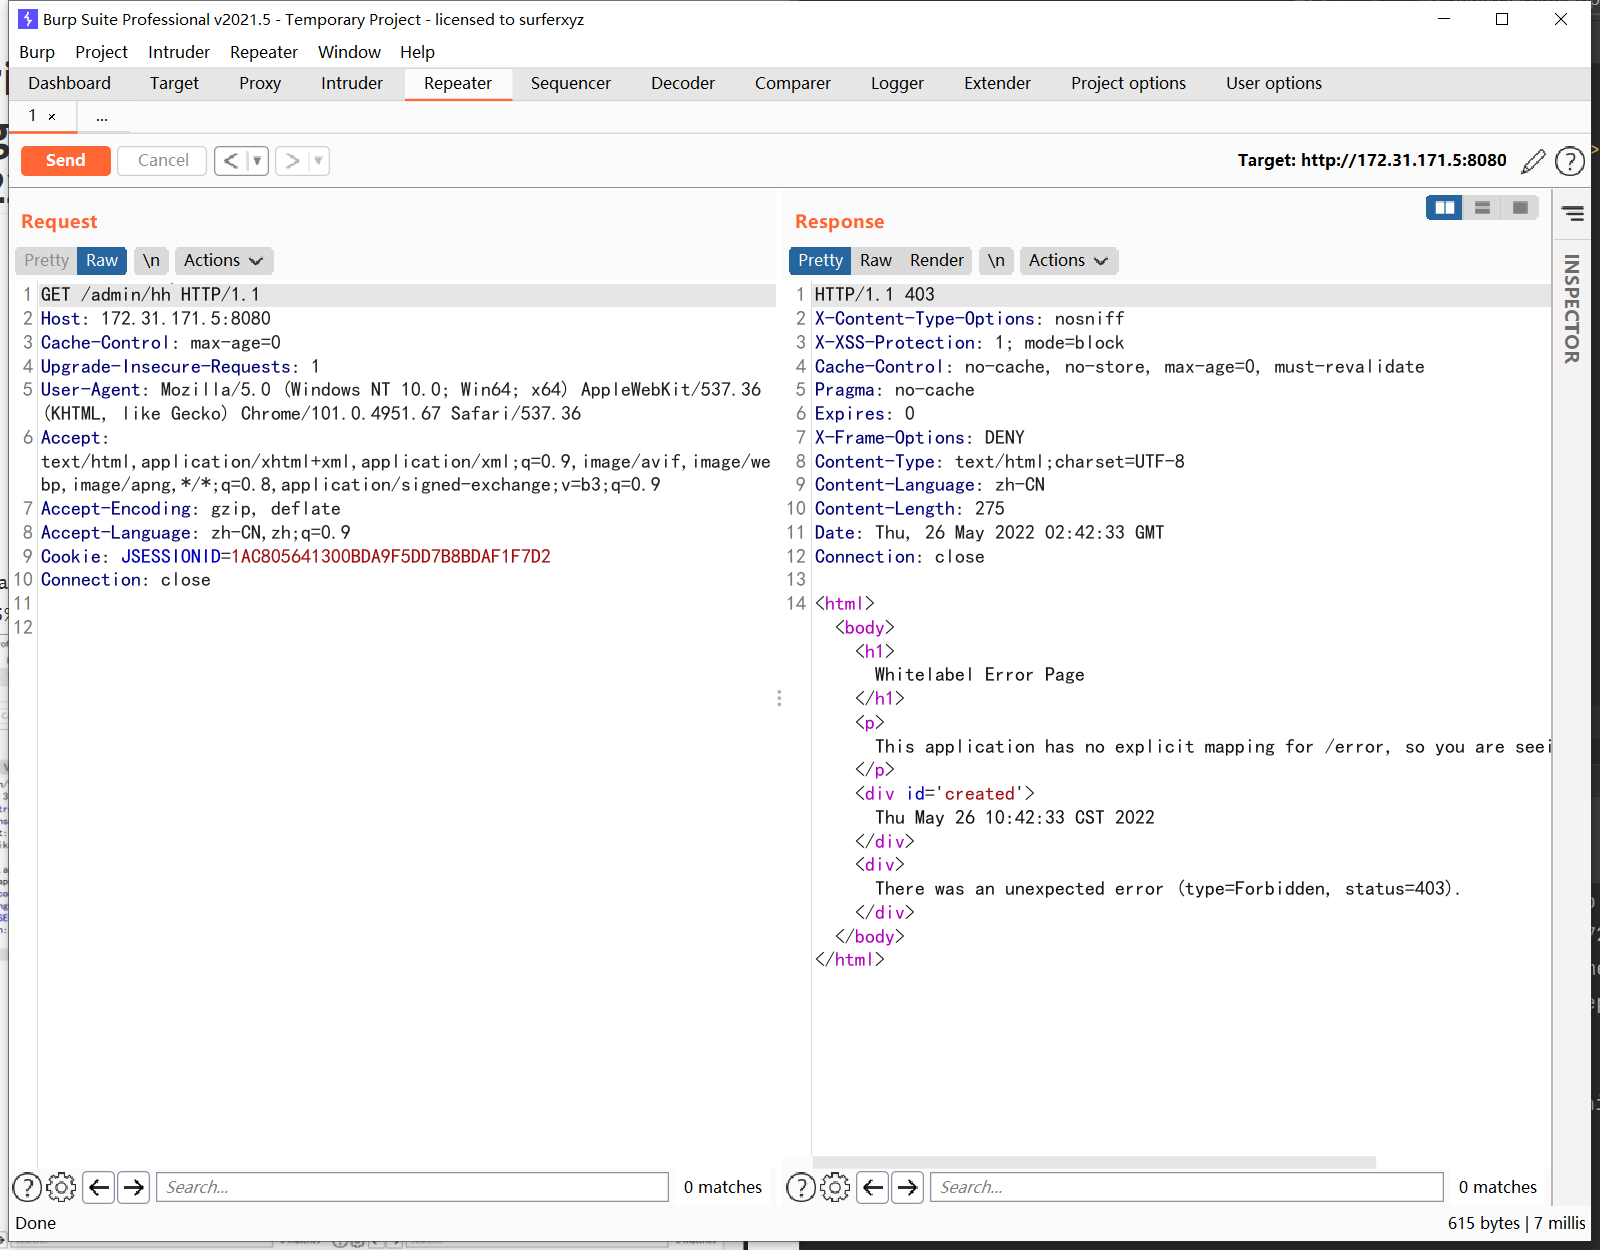 Burp Suite Professional v2021.5 - Temporary Project - licensed to surferxyz
Burp Project Intruder Repeater Window Help
Dashboard Target Proxy Intruder Repeater Sequencer Decoder Comparer Logger Extender Project options User options
1 × ...
Send Cancel < ▼ > ▼ Target: http://172.31.171.5:8080 ?
Request
Pretty Raw \n Actions
1 GET /admin/hh HTTP/1.1
2 Host: 172.31.171.5:8080
3 Cache-Control: max-age=0
4 Upgrade-Insecure-Requests: 1
5 User-Agent: Mozilla/5.0 (Windows NT 10.0; Win64; x64) AppleWebKit/537.36
(KHTML, like Gecko) Chrome/101.0.4951.67 Safari/537.36
6 Accept:
text/html,application/xhtml+xml,application/xml;q=0.9,image/avif,image/we
bp,image/apng,*/*;q=0.8,application/signed-exchange;v=b3;q=0.9
7 Accept-Encoding: gzip, deflate
8 Accept-Language: zh-CN,zh;q=0.9
9 Cookie: JSESSIONID=1AC805641300BDA9F5DD7B8BDAF1F7D2
10 Connection: close
11
12
Response
Pretty Raw Render \n Actions
1 HTTP/1.1 403
2 X-Content-Type-Options: nosniff
3 X-XSS-Protection: 1; mode=block
4 Cache-Control: no-cache, no-store, max-age=0, must-revalidate
5 Pragma: no-cache
6 Expires: 0
7 X-Frame-Options: DENY
8 Content-Type: text/html;charset=UTF-8
9 Content-Language: zh-CN
10 Content-Length: 275
11 Date: Thu, 26 May 2022 02:42:33 GMT
12 Connection: close
13
14 <html>
<body>
<h1>
Whitelabel Error Page
</h1>
<p>
This application has no explicit mapping for /error, so you are seei
</p>
<div id='created'>
Thu May 26 10:42:33 CST 2022
</div>
<div>
There was an unexpected error (type=Forbidden, status=403).
</div>
</body>
</html>
INSPECTOR
? Search... 0 matches
? Search... 0 matches
Done
615 bytes | 7 millis